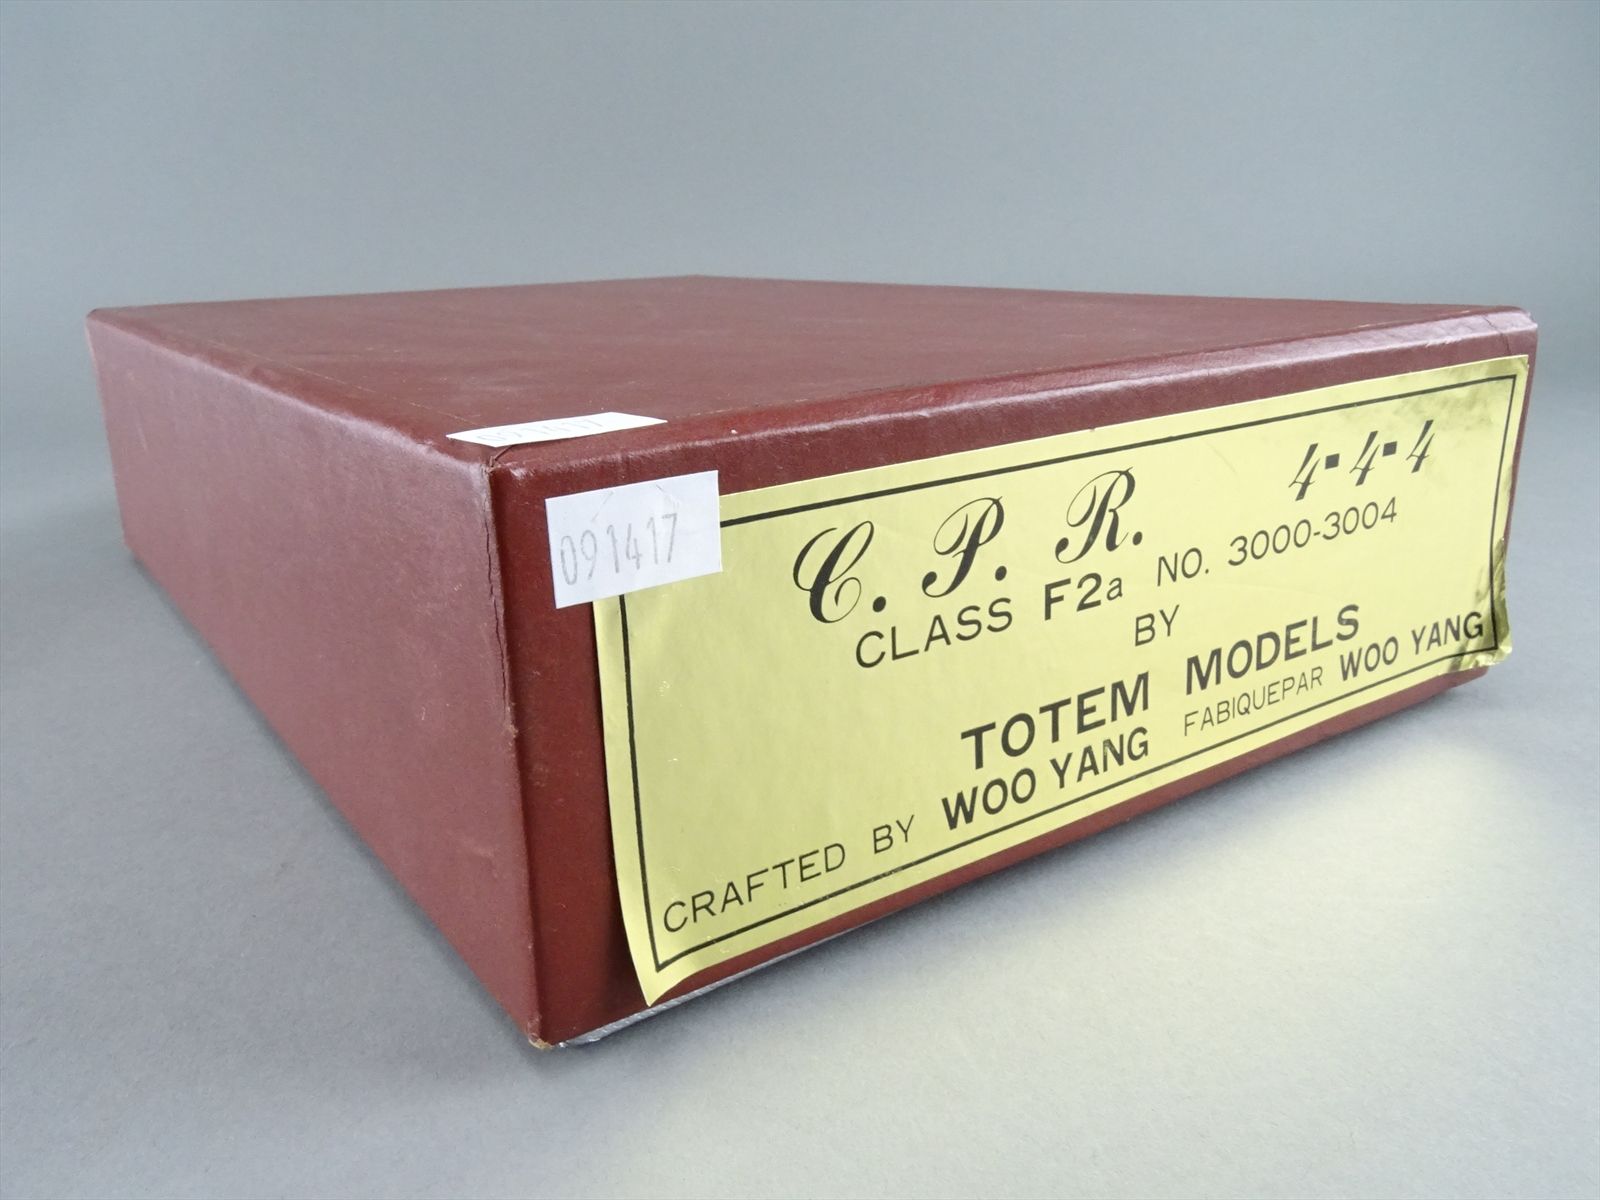 091417
091417
C. P. R. 4-4-4
CLASS F2a NO. 3000-3004
BY
TOTEM MODELS
CRAFTED BY WOO YANG FABIQUEPAR WOO YANG